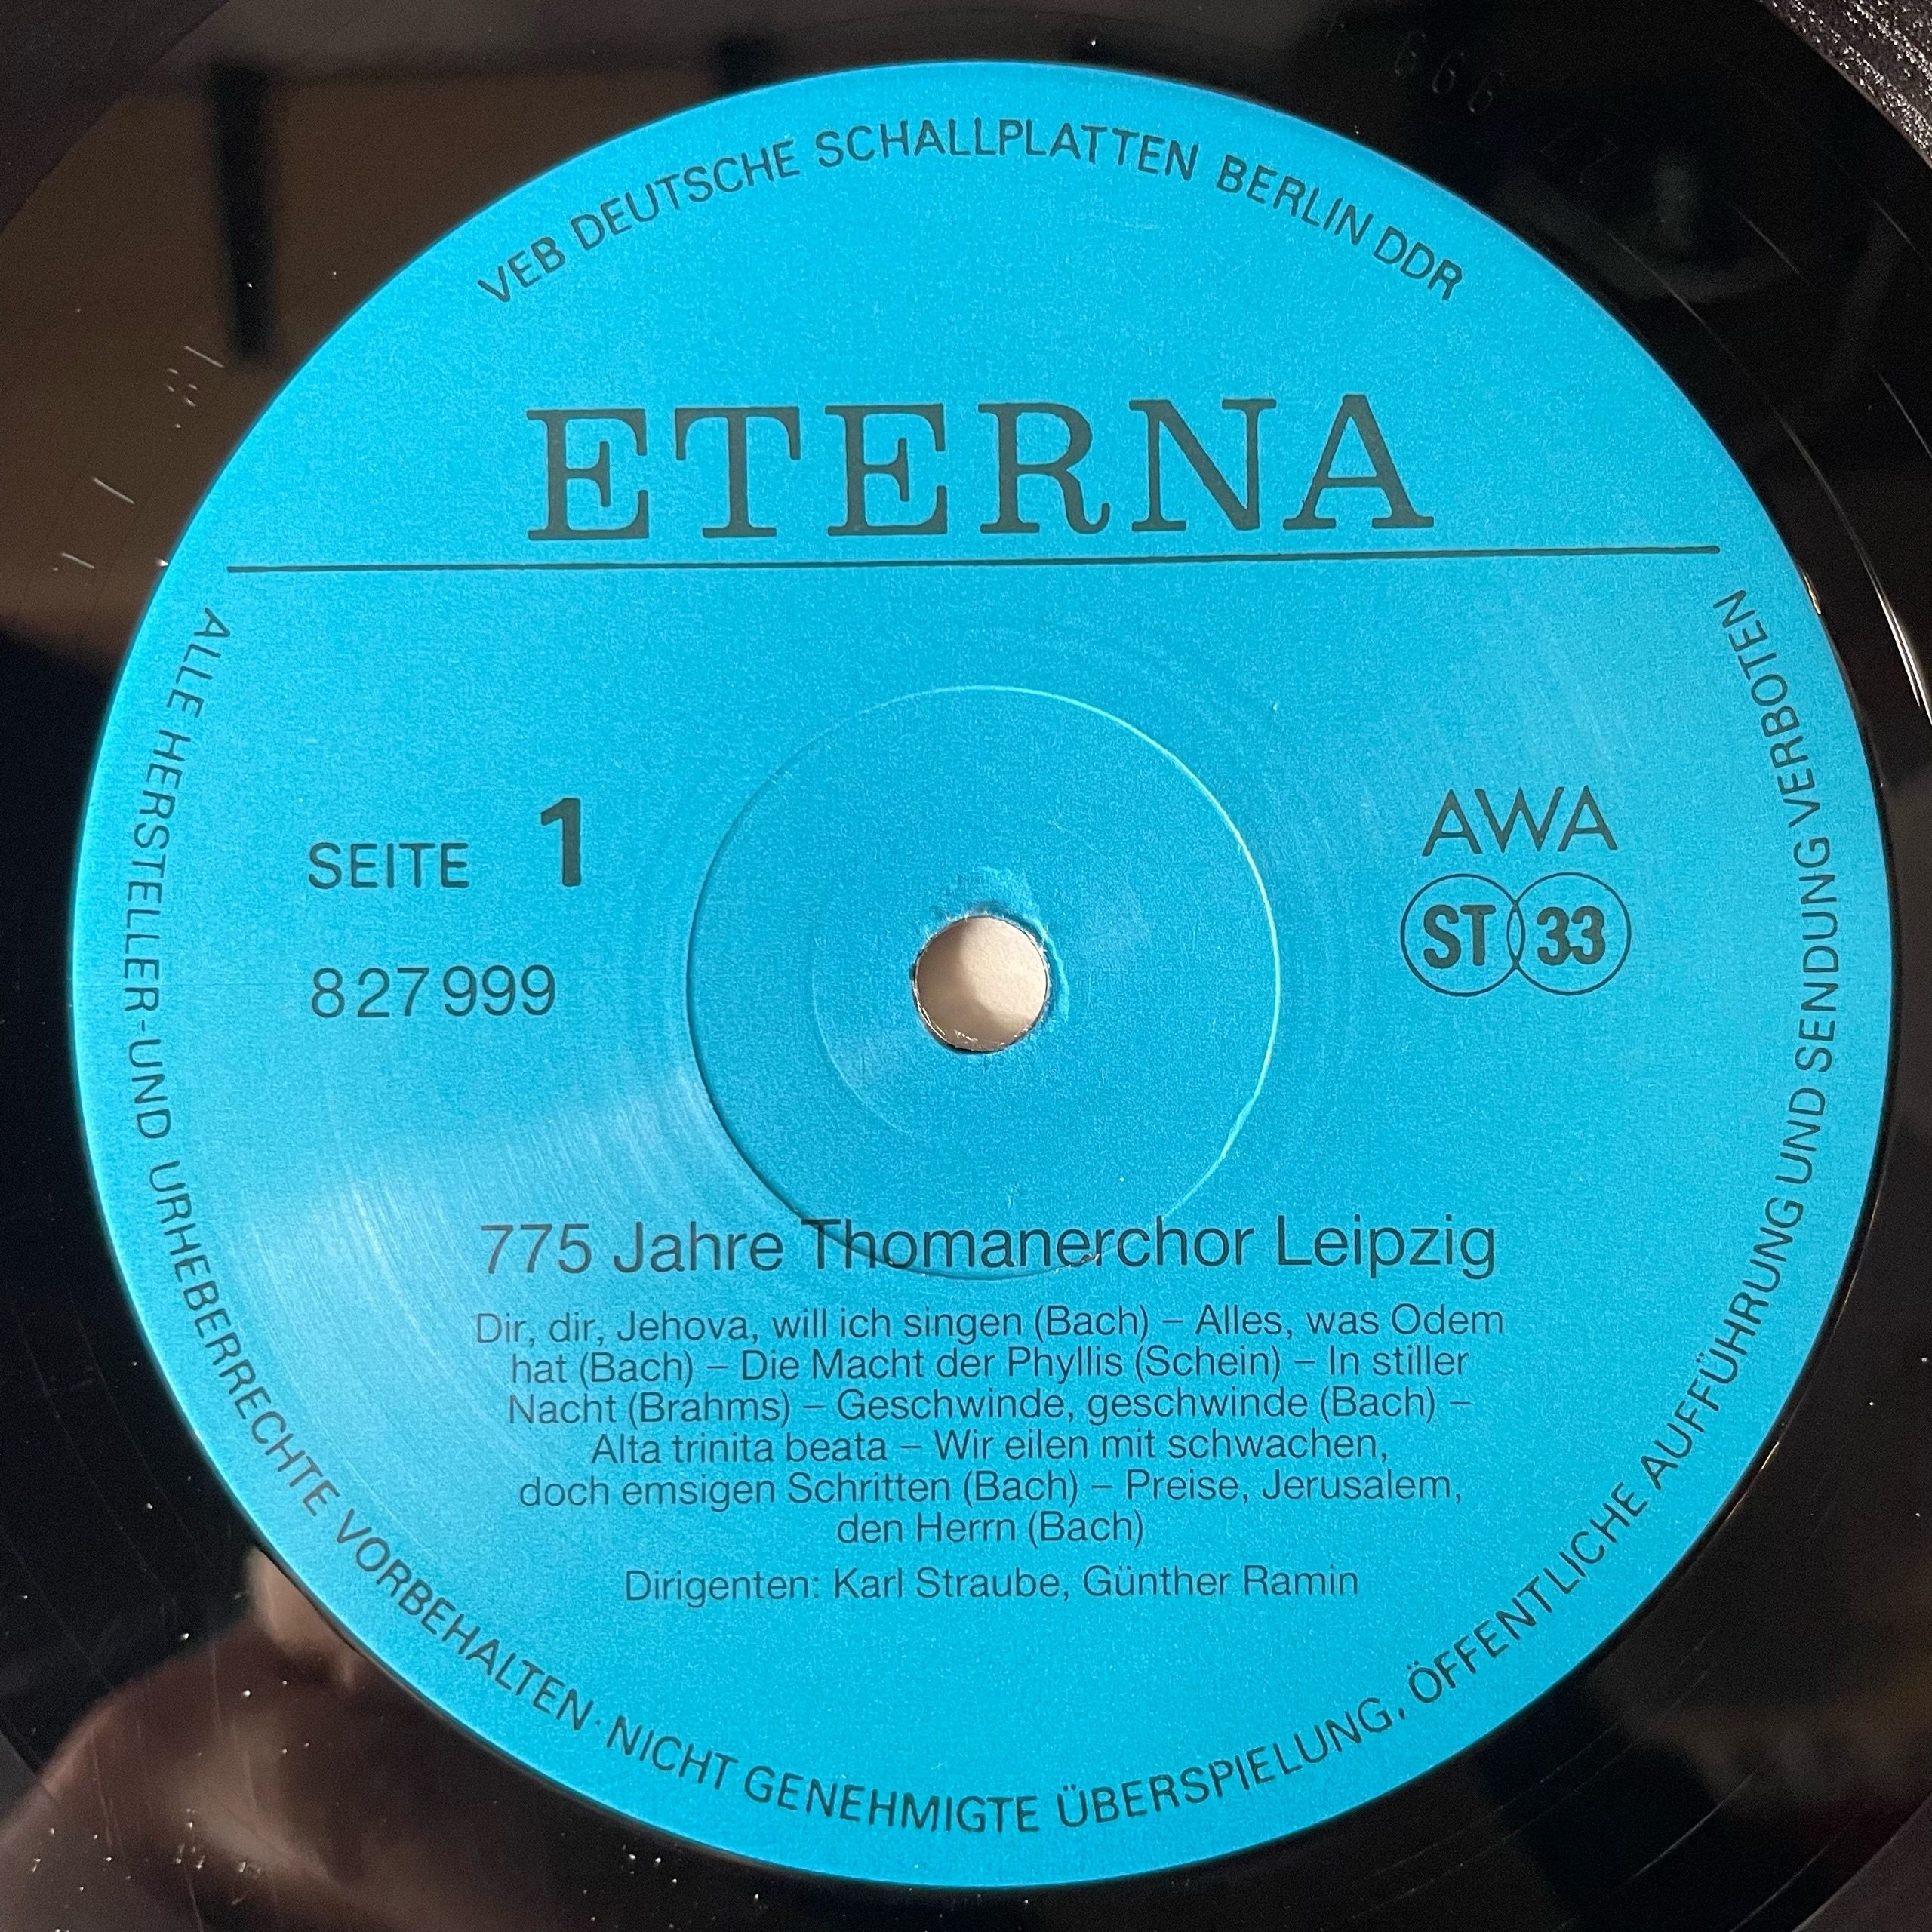 VEB DEUTSCHE SCHALLPLATTEN BERLIN DDR
ETERNA
SEITE 1
8 27 999
AWA
ST 33
775 Jahre Thomanerchor Leipzig
Dir, dir, Jehova, will ich singen (Bach) – Alles, was Odem
hat (Bach) – Die Macht der Phyllis (Schein) – In stiller
Nacht (Brahms) – Geschwinde, geschwinde (Bach) –
Alta trinita beata – Wir eilen mit schwachen,
doch emsigen Schritten (Bach) – Preise, Jerusalem,
den Herrn (Bach)
Dirigenten: Karl Straube, Günther Ramin
ALLE HERSTELLER-UND URHEBERRECHTE VORBEHALTEN · NICHT GENEHMIGTE ÜBERSPIELUNG, ÖFFENTLICHE AUFFÜHRUNG UND SENDUNG VERBOTEN